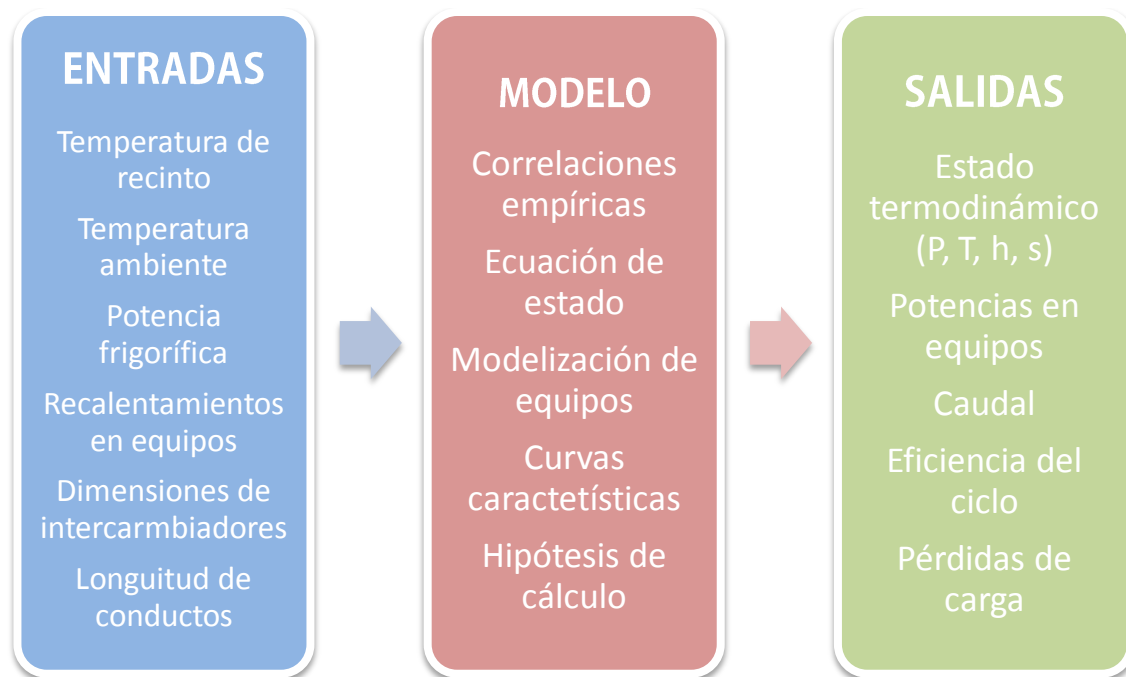 ENTRADAS
Temperatura de
recinto
Temperatura
ambiente
Potencia
frigorífica
Recalentamientos
en equipos
Dimensiones de
intercarmbiadores
Longuitud de
conductos
MODELO
Correlaciones
empíricas
Ecuación de
estado
Modelización de
equipos
Curvas
caractetísticas
Hipótesis de
cálculo
SALIDAS
Estado
termodinámico
(P, T, h, s)
Potencias en
equipos
Caudal
Eficiencia del
ciclo
Pérdidas de
carga